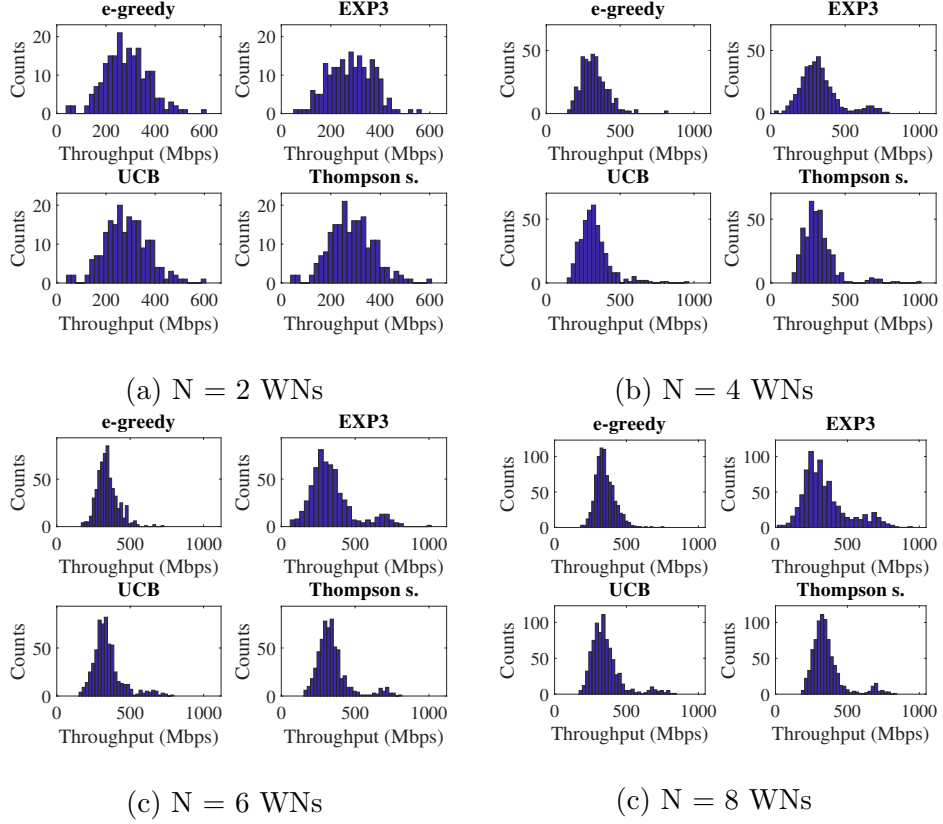 e-greedy
EXP3
Counts
20
10
0
0 200 400 600
Throughput (Mbps)
Counts
20
10
0
0 200 400 600
Throughput (Mbps)
UCB
Thompson s.
Counts
20
10
0
0 200 400 600
Throughput (Mbps)
Counts
20
10
0
0 200 400 600
Throughput (Mbps)
(a) N = 2 WNs
e-greedy
EXP3
Counts
50
0
0 500 1000
Throughput (Mbps)
Counts
50
0
0 500 1000
Throughput (Mbps)
UCB
Thompson s.
Counts
50
0
0 500 1000
Throughput (Mbps)
Counts
50
0
0 500 1000
Throughput (Mbps)
(b) N = 4 WNs
e-greedy
EXP3
Counts
50
0
0 500 1000
Throughput (Mbps)
Counts
50
0
0 500 1000
Throughput (Mbps)
UCB
Thompson s.
Counts
50
0
0 500 1000
Throughput (Mbps)
Counts
50
0
0 500 1000
Throughput (Mbps)
(c) N = 6 WNs
e-greedy
EXP3
Counts
100
50
0
0 500 1000
Throughput (Mbps)
Counts
100
50
0
0 500 1000
Throughput (Mbps)
UCB
Thompson s.
Counts
100
50
0
0 500 1000
Throughput (Mbps)
Counts
100
50
0
0 500 1000
Throughput (Mbps)
(c) N = 8 WNs